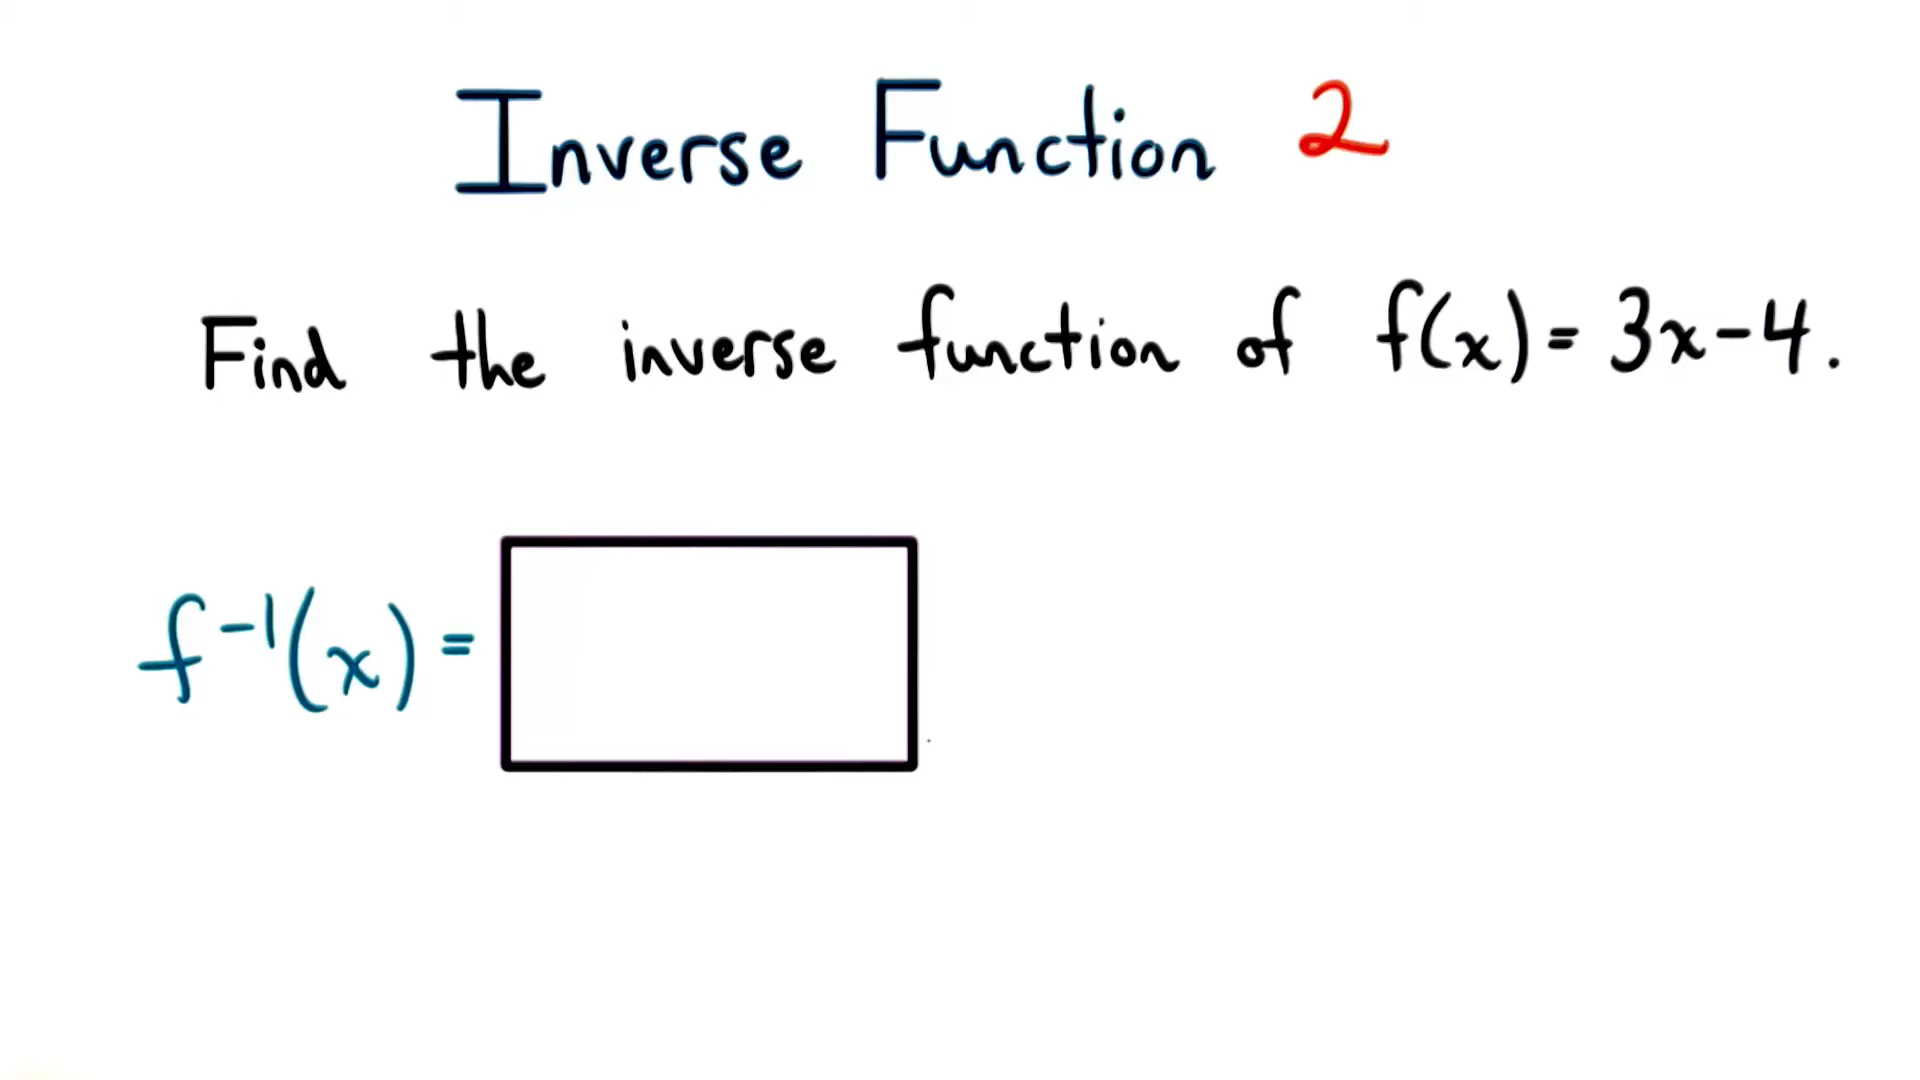 Inverse Function 2
Find the inverse function of f(x) = 3x - 4.
f⁻¹(x) =